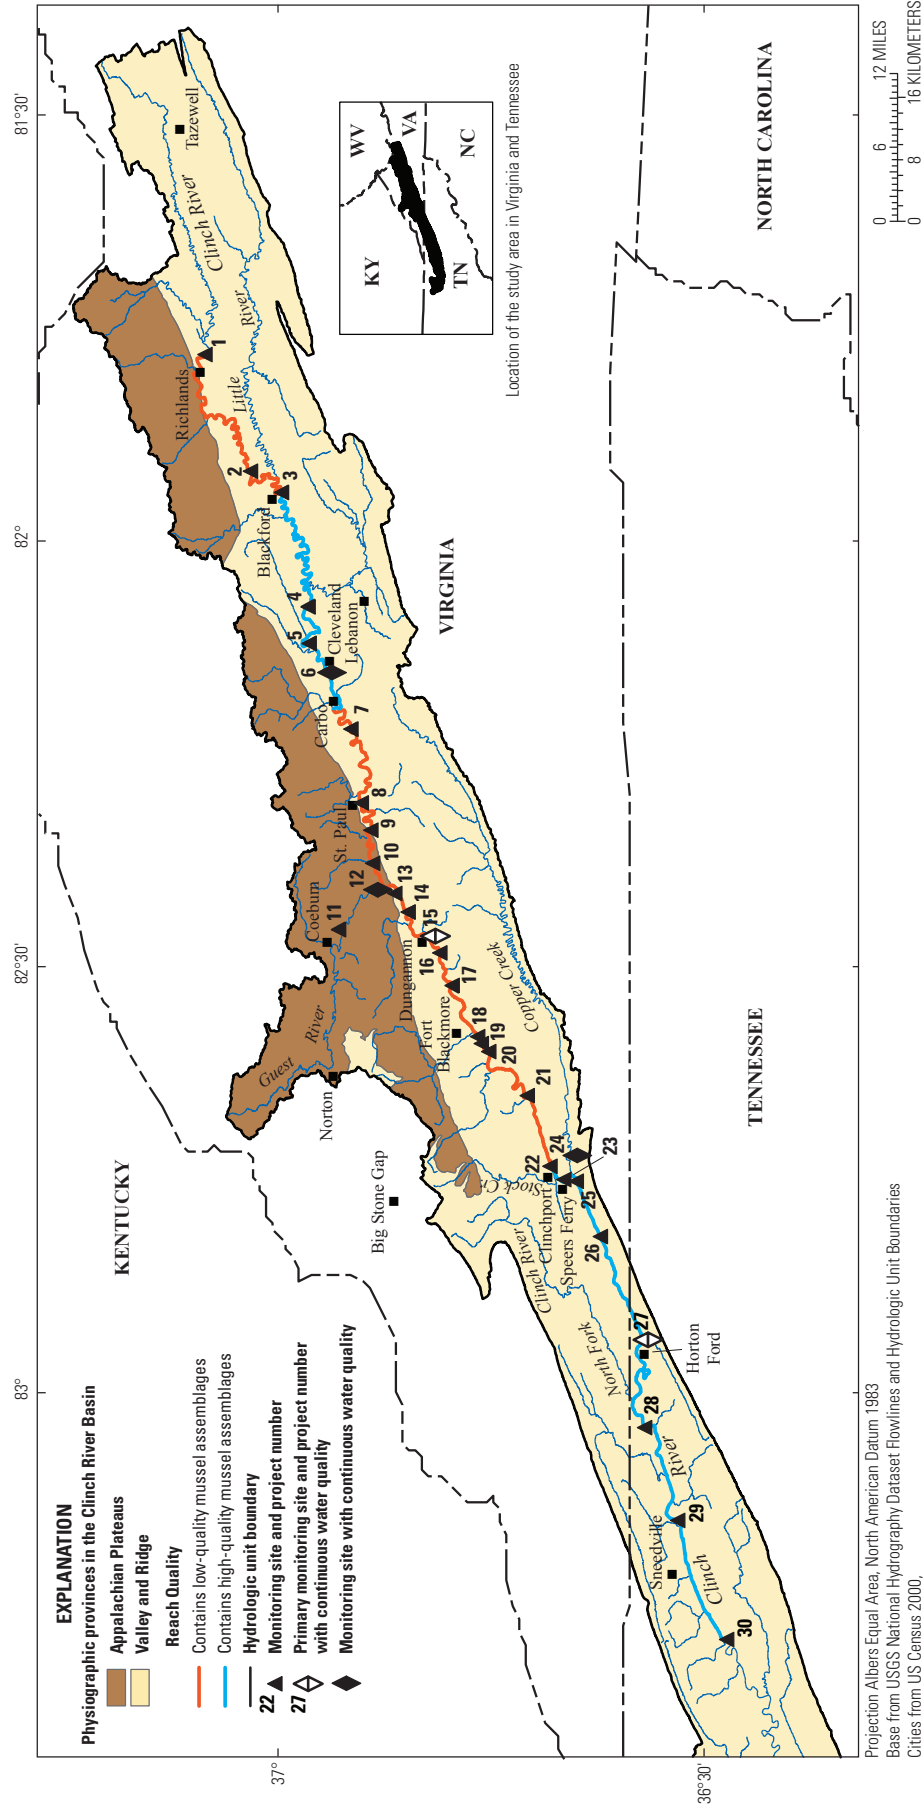 81°30'
82°
82°30'
83°
37°
36°30'
EXPLANATION
Physiographic provinces in the Clinch River Basin
Appalachian Plateaus
Valley and Ridge
Reach Quality
Contains low-quality mussel assemblages
Contains high-quality mussel assemblages
Hydrologic unit boundary
22
Monitoring site and project number
27
Primary monitoring site and project number
with continuous water quality
Monitoring site with continuous water quality
KENTUCKY
VIRGINIA
TENNESSEE
NORTH CAROLINA
Tazewell
Clinch River
Little
River
Richlands
1
2
3
Blackford
4
5
6
Cleveland
Lebanon
Carbo
7
St. Paul
8
9
10
Coeburn
11
12
13
14
15
Dungannon
16
17
Guest
River
Norton
Big Stone Gap
Fort
Blackmore
18
19
20
Copper Creek
21
22
24
23
25
Stock Cr
Clinchport
Speers Ferry
26
North Fork
Clinch River
27
Horton
Ford
28
River
29
Sneedville
Clinch
30
KY
WV
VA
TN
NC
Location of the study area in Virginia and Tennessee
0 6 12 MILES
0 8 16 KILOMETERS
Projection Albers Equal Area, North American Datum 1983
Base from USGS National Hydrography Dataset Flowlines and Hydrologic Unit Boundaries
Cities from US Census 2000,